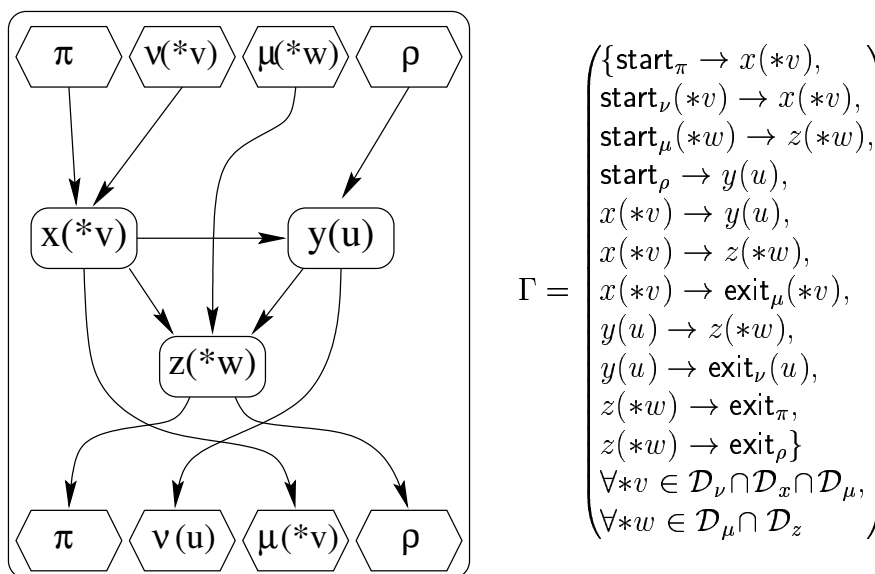 π ν(*v) μ(*w) ρ
x(*v) y(u)
z(*w)
π ν(u) μ(*v) ρ
Γ =
{start_π → x(*v),
start_ν(*v) → x(*v),
start_μ(*w) → z(*w),
start_ρ → y(u),
x(*v) → y(u),
x(*v) → z(*w),
x(*v) → exit_μ(*v),
y(u) → z(*w),
y(u) → exit_ν(u),
z(*w) → exit_π,
z(*w) → exit_ρ}
∀*v ∈ 𝒟_ν∩𝒟_x∩𝒟_μ,
∀*w ∈ 𝒟_μ∩ 𝒟_z